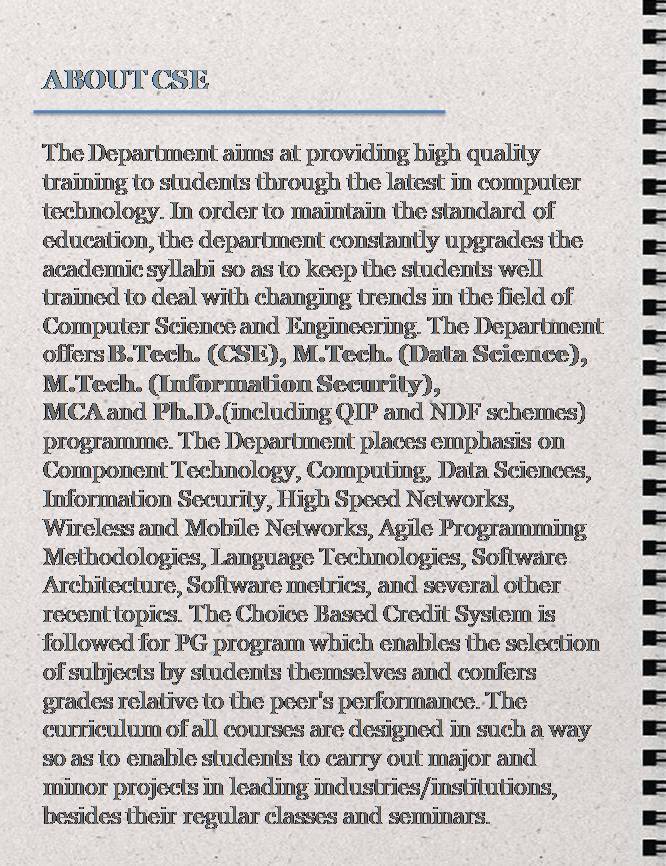 ABOUT CSE
The Department aims at providing high quality
training to students through the latest in computer
technology. In order to maintain the standard of
education, the department constantly upgrades the
academic syllabi so as to keep the students well
trained to deal with changing trends in the field of
Computer Science and Engineering. The Department
offers B.Tech. (CSE), M.Tech. (Data Science),
M.Tech. (Information Security),
MCA and Ph.D.(including QIP and NDF schemes)
programme. The Department places emphasis on
Component Technology, Computing, Data Sciences,
Information Security, High Speed Networks,
Wireless and Mobile Networks, Agile Programming
Methodologies, Language Technologies, Software
Architecture, Software metrics, and several other
recent topics. The Choice Based Credit System is
followed for PG program which enables the selection
of subjects by students themselves and confers
grades relative to the peer's performance. The
curriculum of all courses are designed in such a way
so as to enable students to carry out major and
minor projects in leading industries/institutions,
besides their regular classes and seminars.